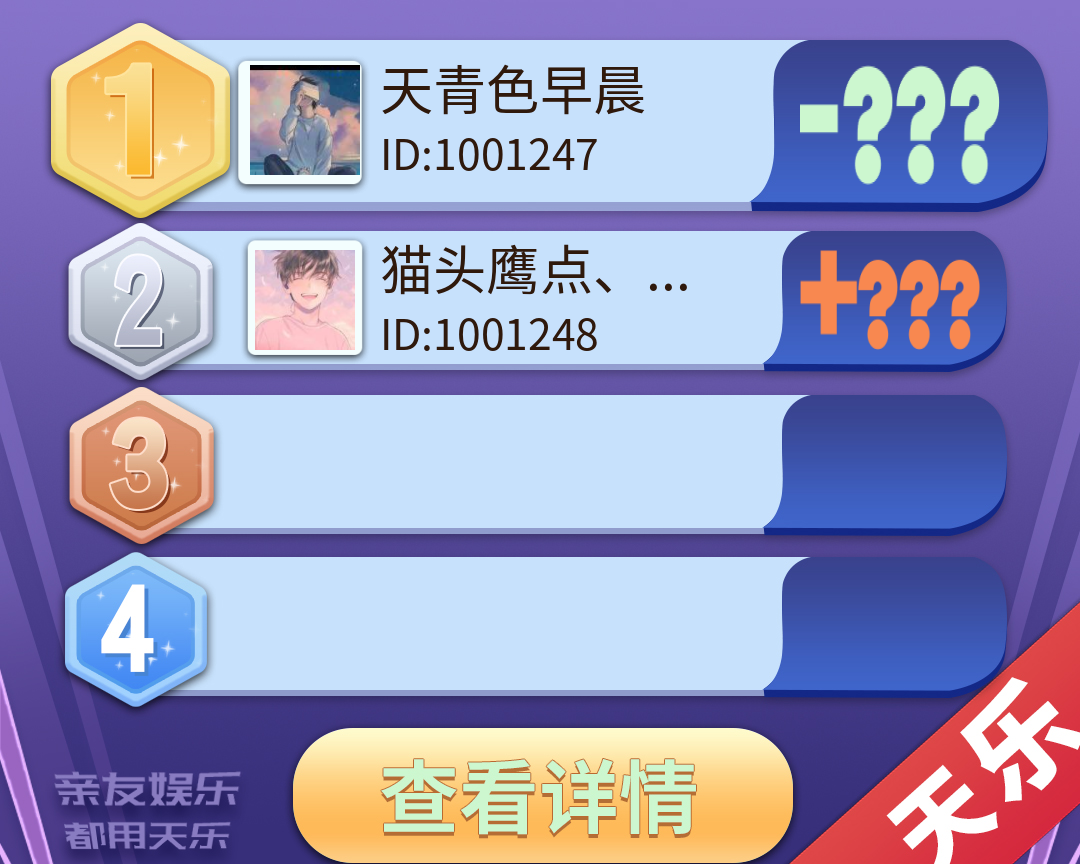 1
天青色早晨
ID:1001247
-???
2
猫头鹰点、...
ID:1001248
+???
3
4
查看详情
亲友娱乐
都用天乐
天乐